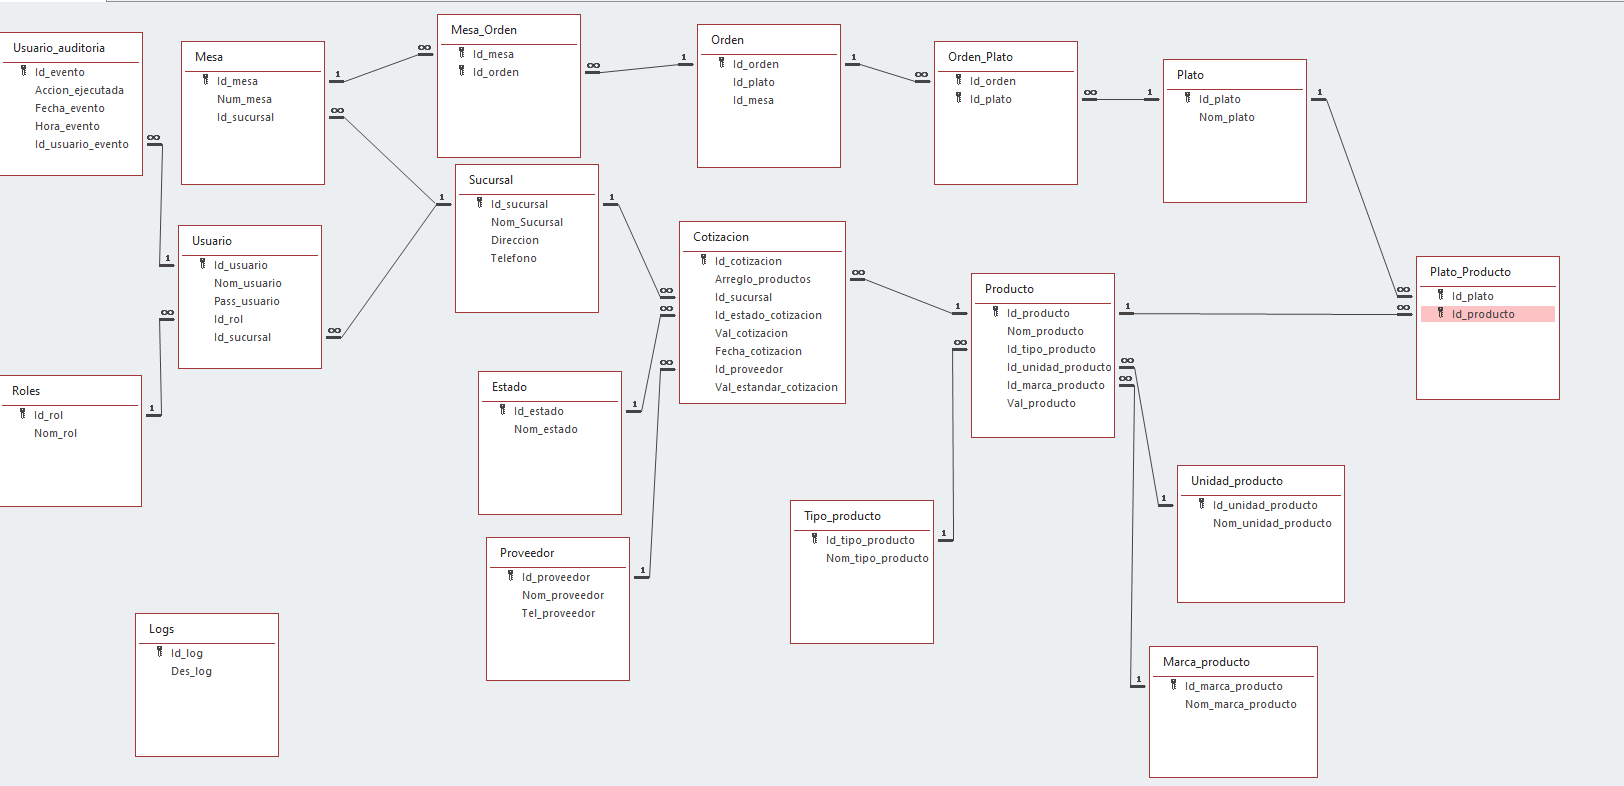 Usuario_auditoria
Id_evento
Accion_ejecutada
Fecha_evento
Hora_evento
Id_usuario_evento
Mesa
Id_mesa
Num_mesa
Id_sucursal
Mesa_Orden
Id_mesa
Id_orden
Orden
Id_orden
Id_plato
Id_mesa
Orden_Plato
Id_orden
Id_plato
Plato
Id_plato
Nom_plato
Usuario
Id_usuario
Nom_usuario
Pass_usuario
Id_rol
Id_sucursal
Sucursal
Id_sucursal
Nom_Sucursal
Direccion
Telefono
Cotizacion
Id_cotizacion
Arreglo_productos
Id_sucursal
Id_estado_cotizacion
Val_cotizacion
Fecha_cotizacion
Id_proveedor
Val_estandar_cotizacion
Producto
Id_producto
Nom_producto
Id_tipo_producto
Id_unidad_producto
Id_marca_producto
Val_producto
Plato_Producto
Id_plato
Id_producto
Roles
Id_rol
Nom_rol
Estado
Id_estado
Nom_estado
Proveedor
Id_proveedor
Nom_proveedor
Tel_proveedor
Tipo_producto
Id_tipo_producto
Nom_tipo_producto
Unidad_producto
Id_unidad_producto
Nom_unidad_producto
Logs
Id_log
Des_log
Marca_producto
Id_marca_producto
Nom_marca_producto
1
∞
∞
1
1
∞
∞
1
1
∞
1
∞
1
∞
1
∞
∞
1
∞
1
∞
1
∞
1
∞
1
1
∞
∞
1
∞
1
∞
1